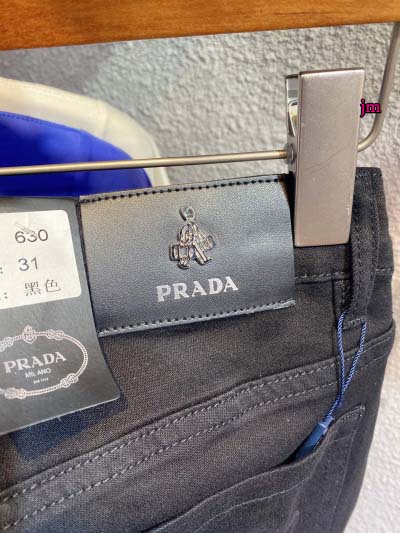 jm
630
: 31
: 黑色
PRADA
PRADA
MILANO